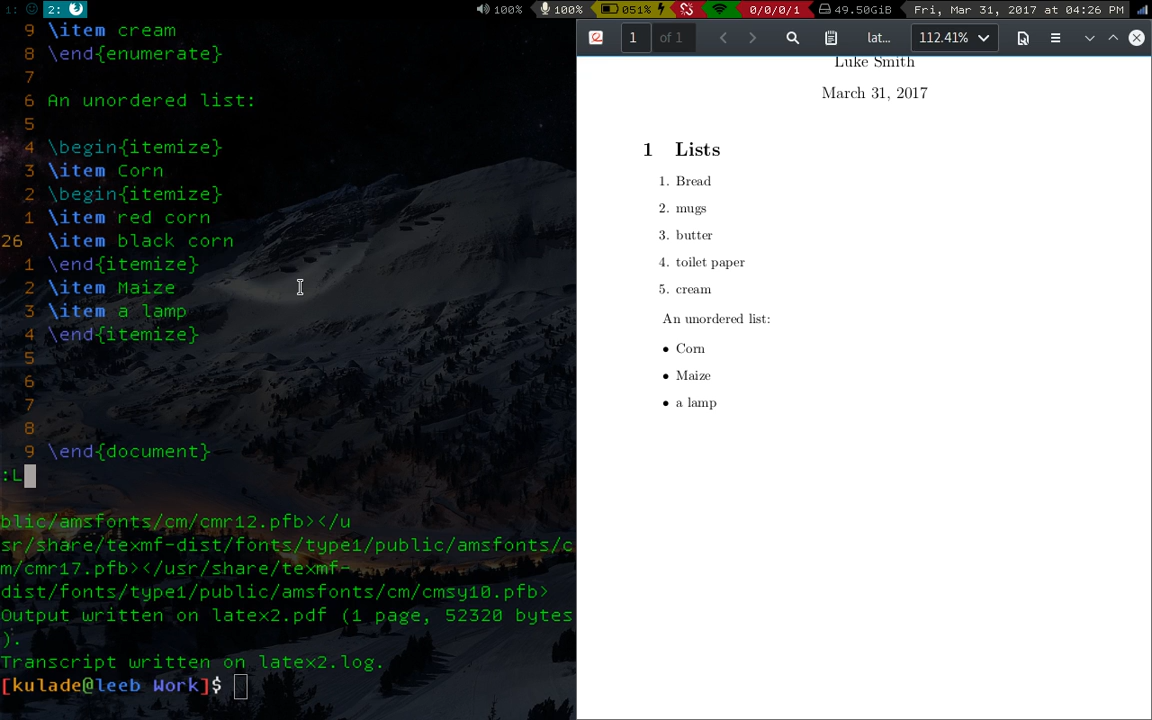 1: 2: 100% 100% 051% 0/0/0/1 49.50GiB Fri, Mar 31, 2017 at 04:26 PM
9 \item cream
8 \end{enumerate}
7
6 An unordered list:
5
4 \begin{itemize}
3 \item Corn
2 \begin{itemize}
1 \item red corn
26 \item black corn
1 \end{itemize}
2 \item Maize
3 \item a lamp
4 \end{itemize}
5
6
7
8
9 \end{document}
:L
blic/amsfonts/cm/cmr12.pfb></u
sr/share/texmf-dist/fonts/type1/public/amsfonts/c
m/cmr17.pfb></usr/share/texmf-
dist/fonts/type1/public/amsfonts/cm/cmsy10.pfb>
Output written on latex2.pdf (1 page, 52320 bytes
).
Transcript written on latex2.log.
[kulade@leeb Work]$
1 of 1 lat... 112.41%
Luke Smith
March 31, 2017
1 Lists
1. Bread
2. mugs
3. butter
4. toilet paper
5. cream
An unordered list:
• Corn
• Maize
• a lamp